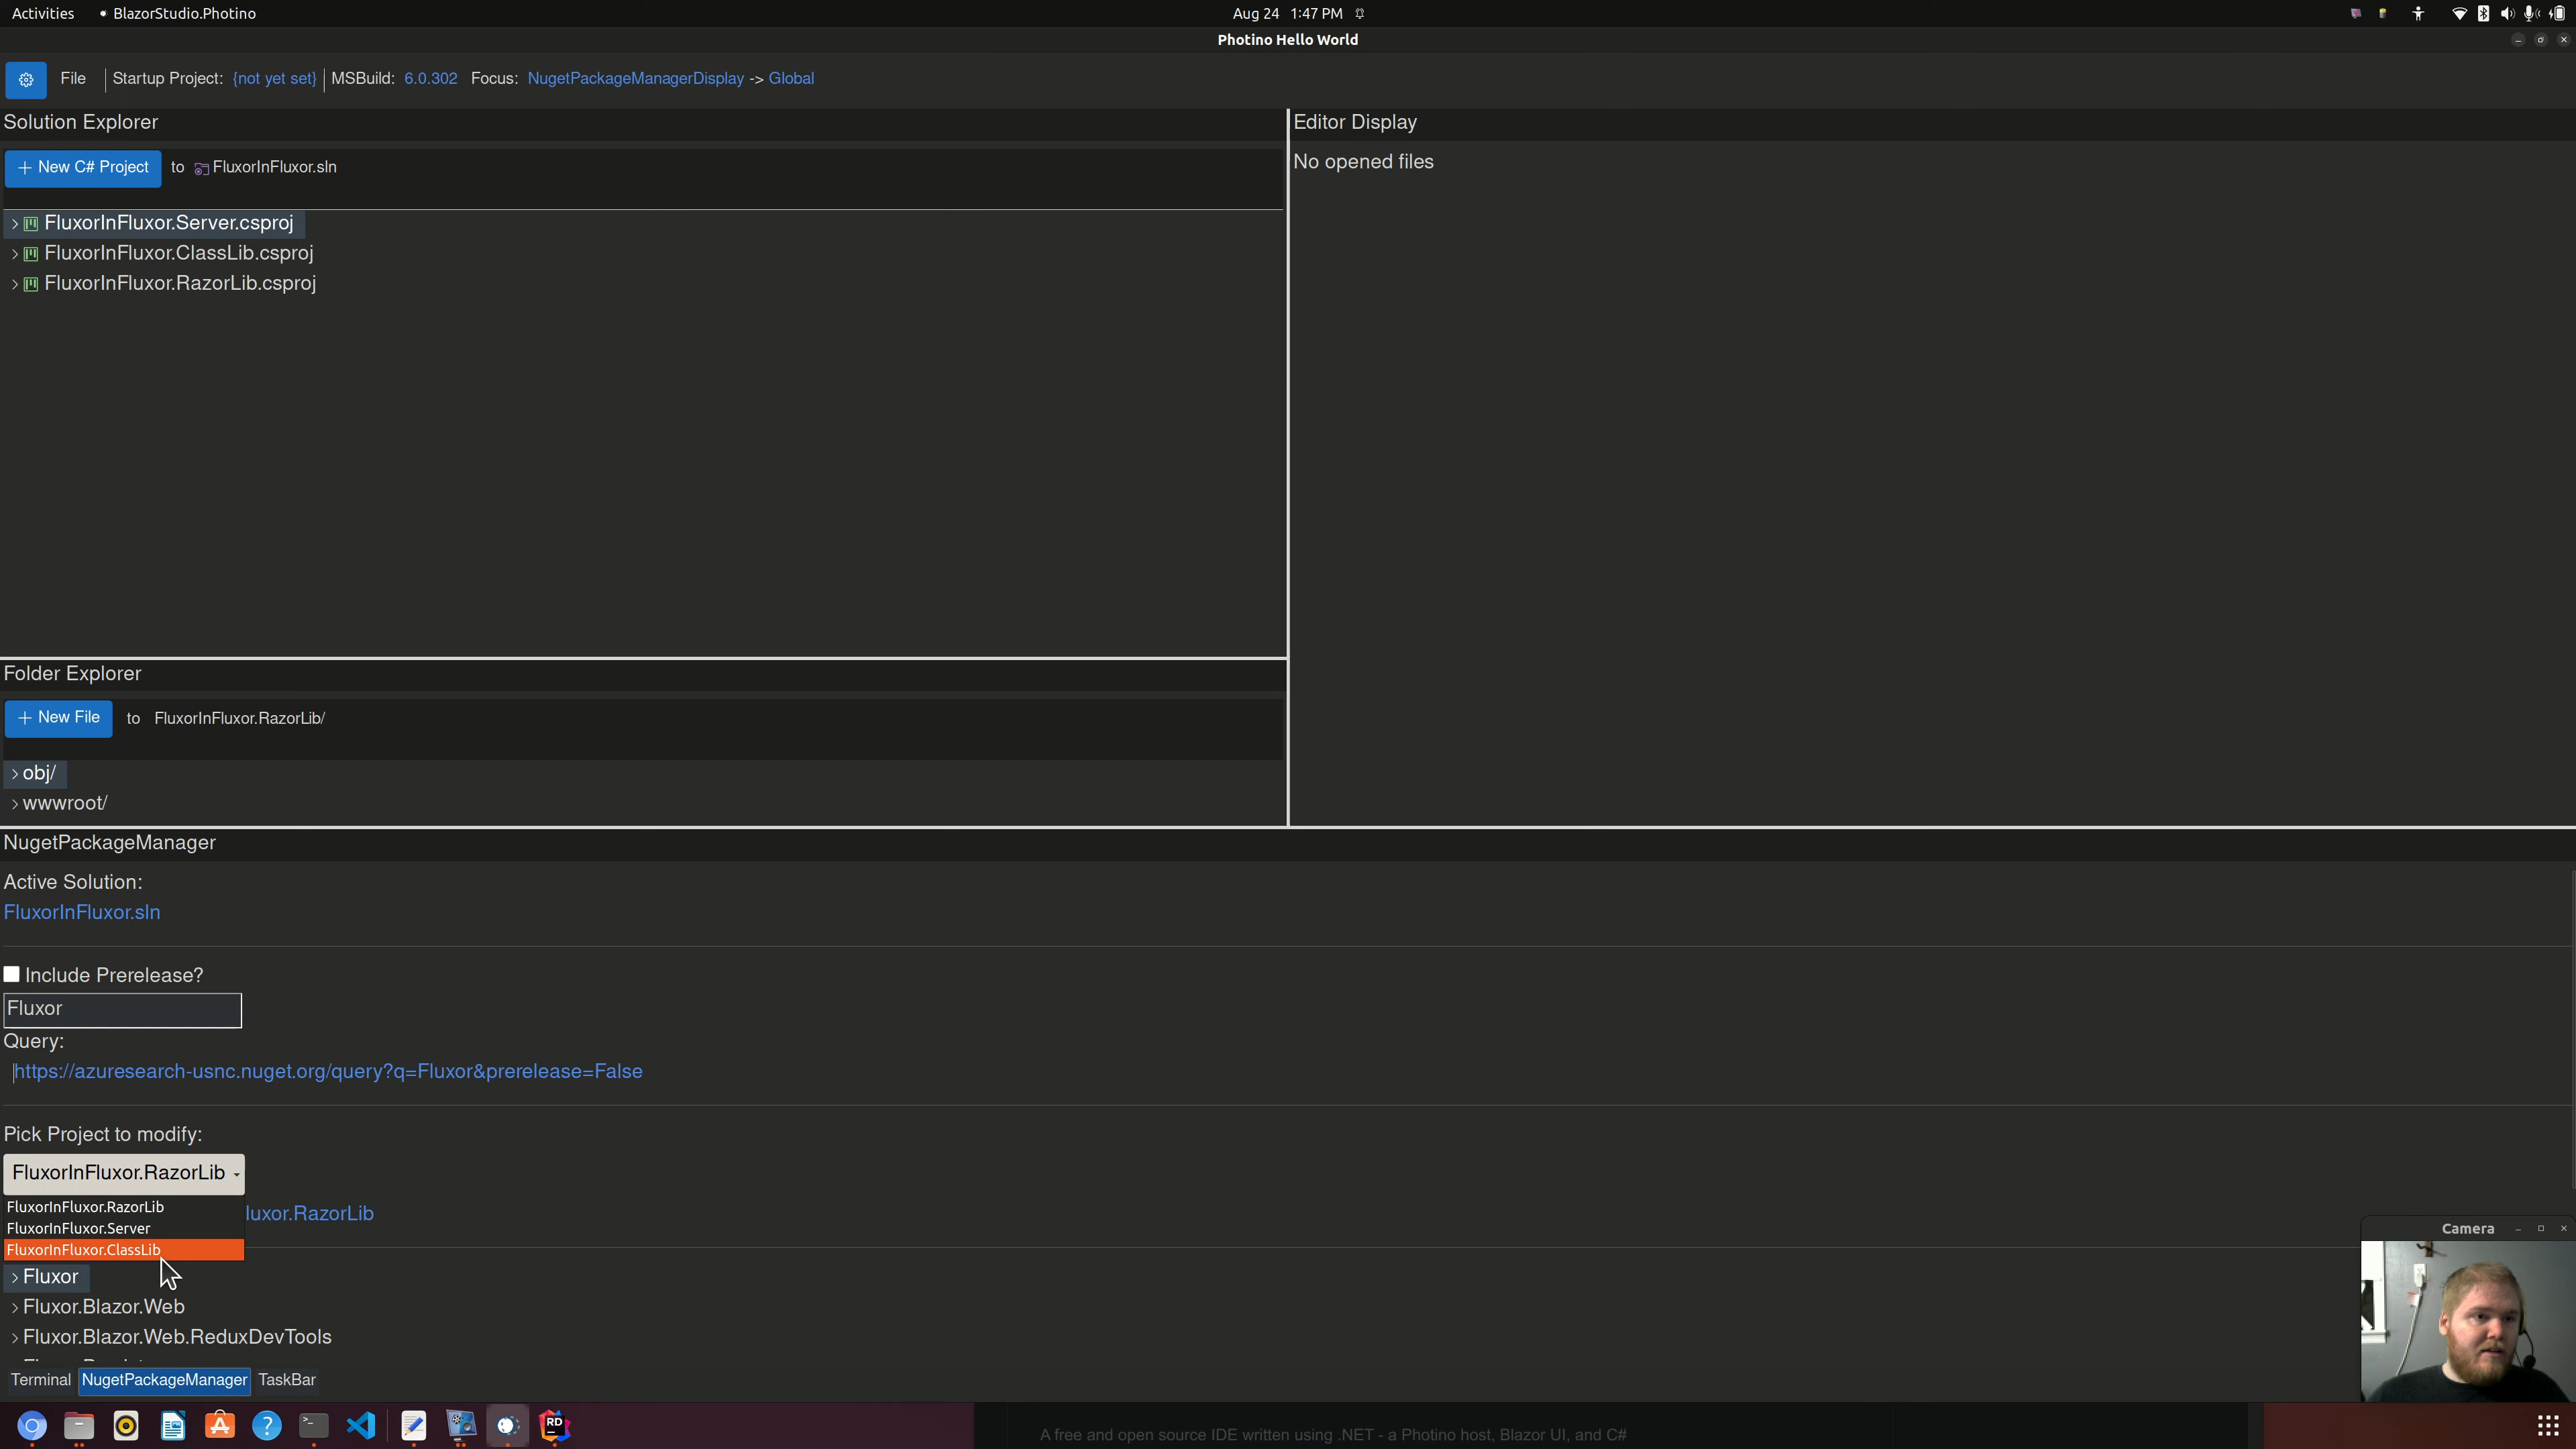 Activities
BlazorStudio.Photino
Aug 24 1:47 PM
Photino Hello World
File
Startup Project: {not yet set}
MSBuild: 6.0.302
Focus: NugetPackageManagerDisplay -> Global
Solution Explorer
New C# Project
to FluxorInFluxor.sln
FluxorInFluxor.Server.csproj
FluxorInFluxor.ClassLib.csproj
FluxorInFluxor.RazorLib.csproj
Editor Display
No opened files
Folder Explorer
New File
to FluxorInFluxor.RazorLib/
obj/
wwwroot/
NugetPackageManager
Active Solution:
FluxorInFluxor.sln
Include Prerelease?
Fluxor
Query:
https://azuresearch-usnc.nuget.org/query?q=Fluxor&prerelease=False
Pick Project to modify:
FluxorInFluxor.RazorLib
FluxorInFluxor.RazorLib
luxor.RazorLib
FluxorInFluxor.Server
FluxorInFluxor.ClassLib
Fluxor
Fluxor.Blazor.Web
Fluxor.Blazor.Web.ReduxDevTools
Terminal
NugetPackageManager
TaskBar
Camera
RD
A free and open source IDE written using .NET - a Photino host, Blazor UI, and C#